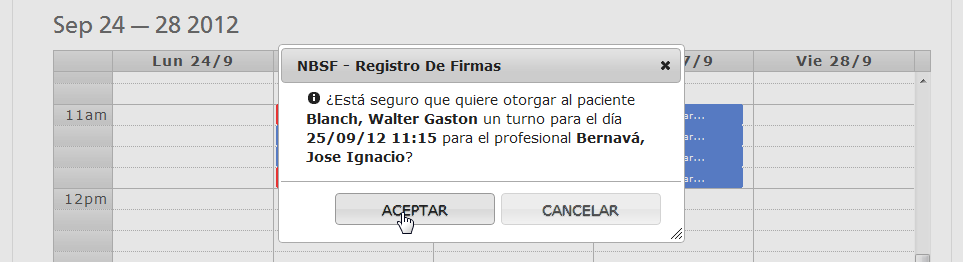 Sep 24 — 28 2012
Lun 24/9
7/9
Vie 28/9
NBSF - Registro De Firmas
¿Está seguro que quiere otorgar al paciente
Blanch, Walter Gaston un turno para el día
25/09/12 11:15 para el profesional Bernavá,
Jose Ignacio?
11am
ar...
ar...
ar...
ar...
12pm
ACEPTAR
CANCELAR